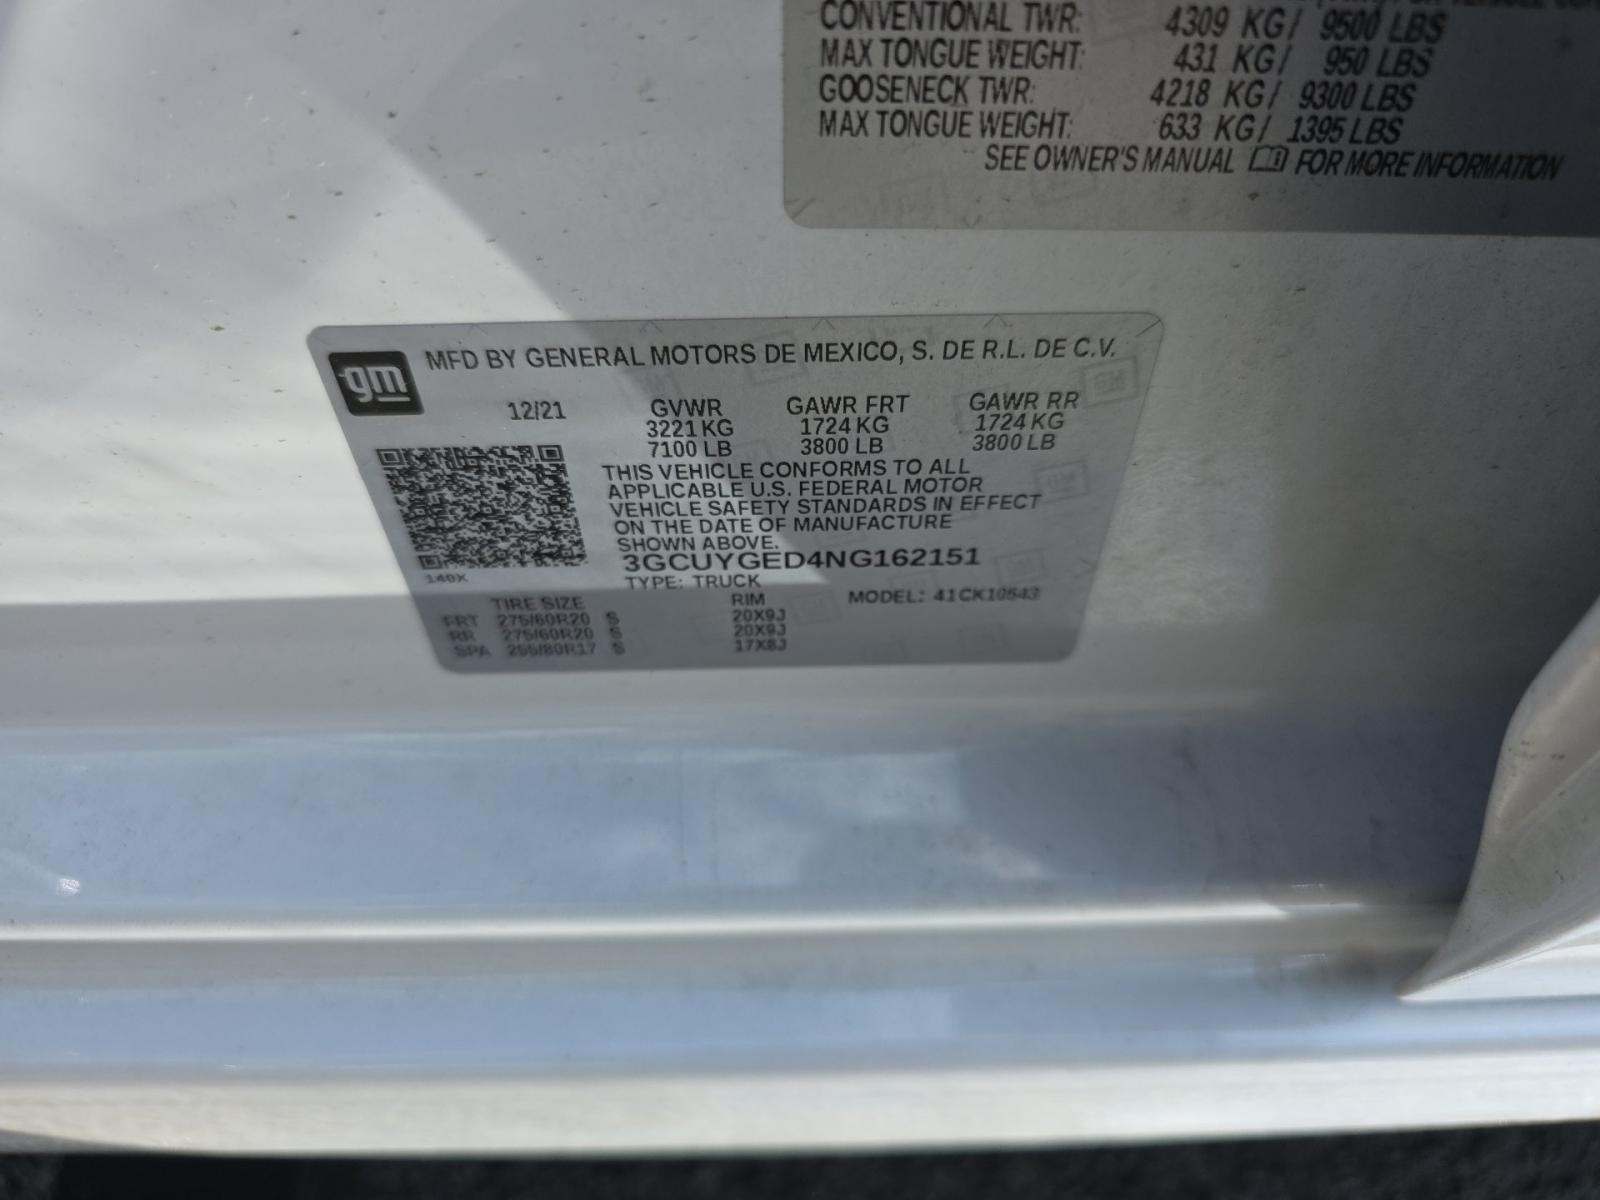 CONVENTIONAL TWR: 4309 KG/ 9500 LBS
MAX TONGUE WEIGHT: 431 KG/ 950 LBS
GOOSENECK TWR: 4218 KG/ 9300 LBS
MAX TONGUE WEIGHT: 633 KG/ 1395 LBS
SEE OWNER'S MANUAL FOR MORE INFORMATION
gm
MFD BY GENERAL MOTORS DE MEXICO, S. DE R.L. DE C.V.
12/21 GVWR GAWR FRT GAWR RR
3221 KG 1724 KG 1724 KG
7100 LB 3800 LB 3800 LB
THIS VEHICLE CONFORMS TO ALL
APPLICABLE U.S. FEDERAL MOTOR
VEHICLE SAFETY STANDARDS IN EFFECT
ON THE DATE OF MANUFACTURE
SHOWN ABOVE.
3GCUYGED4NG162151
140X
TYPE: TRUCK
MODEL: 41CK10543
TIRE SIZE RIM
FRT 275/60R20 S 20X9J
RR 275/60R20 S 20X9J
SPA 255/80R17 S 17X8J